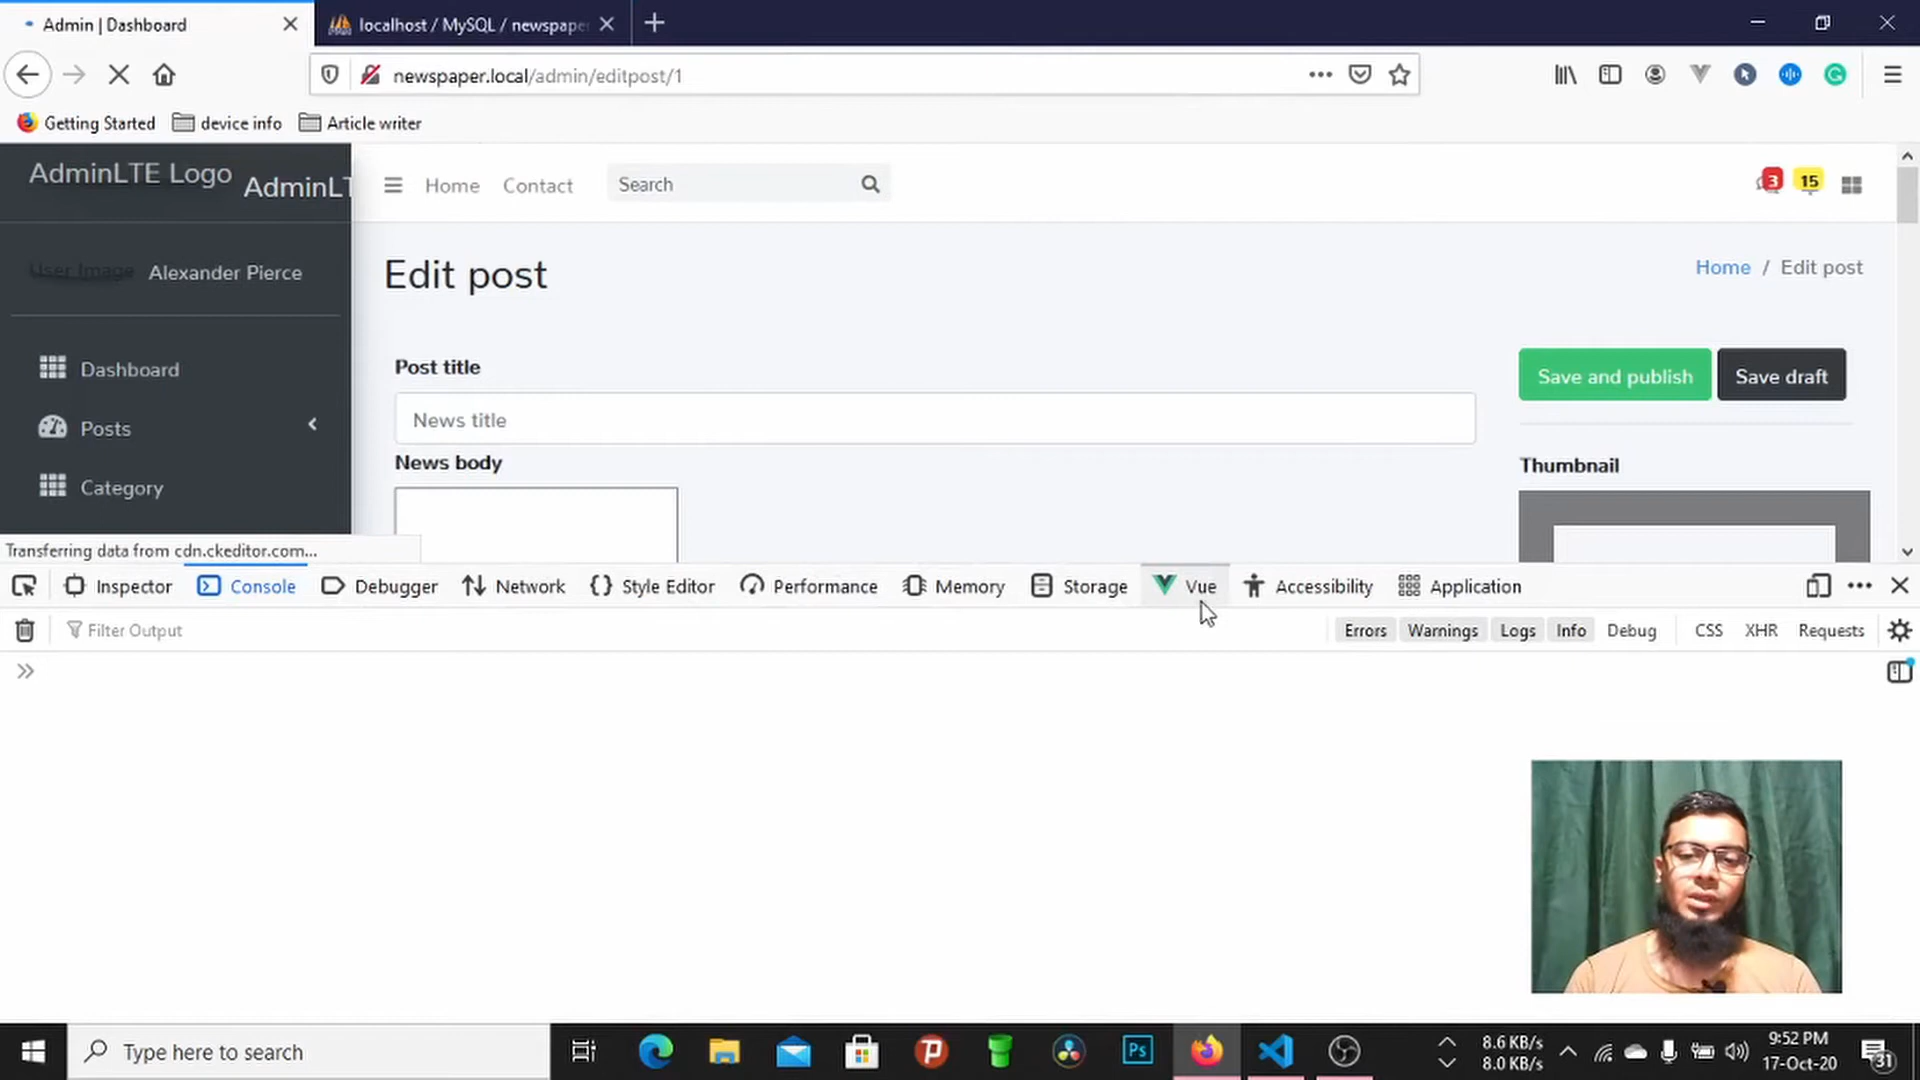 Admin | Dashboard
localhost / MySQL / newspape
newspaper.local/admin/editpost/1
Getting Started
device info
Article writer
AdminLTE Logo
AdminLT
Home
Contact
Search
3
15
User Image
Alexander Pierce
Edit post
Home / Edit post
Dashboard
Posts
Category
Post title
News title
News body
Save and publish
Save draft
Thumbnail
Transferring data from cdn.ckeditor.com...
Inspector
Console
Debugger
Network
Style Editor
Performance
Memory
Storage
Vue
Accessibility
Application
Filter Output
Errors
Warnings
Logs
Info
Debug
CSS
XHR
Requests
Type here to search
Ps
8.6 KB/s
8.0 KB/s
9:52 PM
17-Oct-20
31